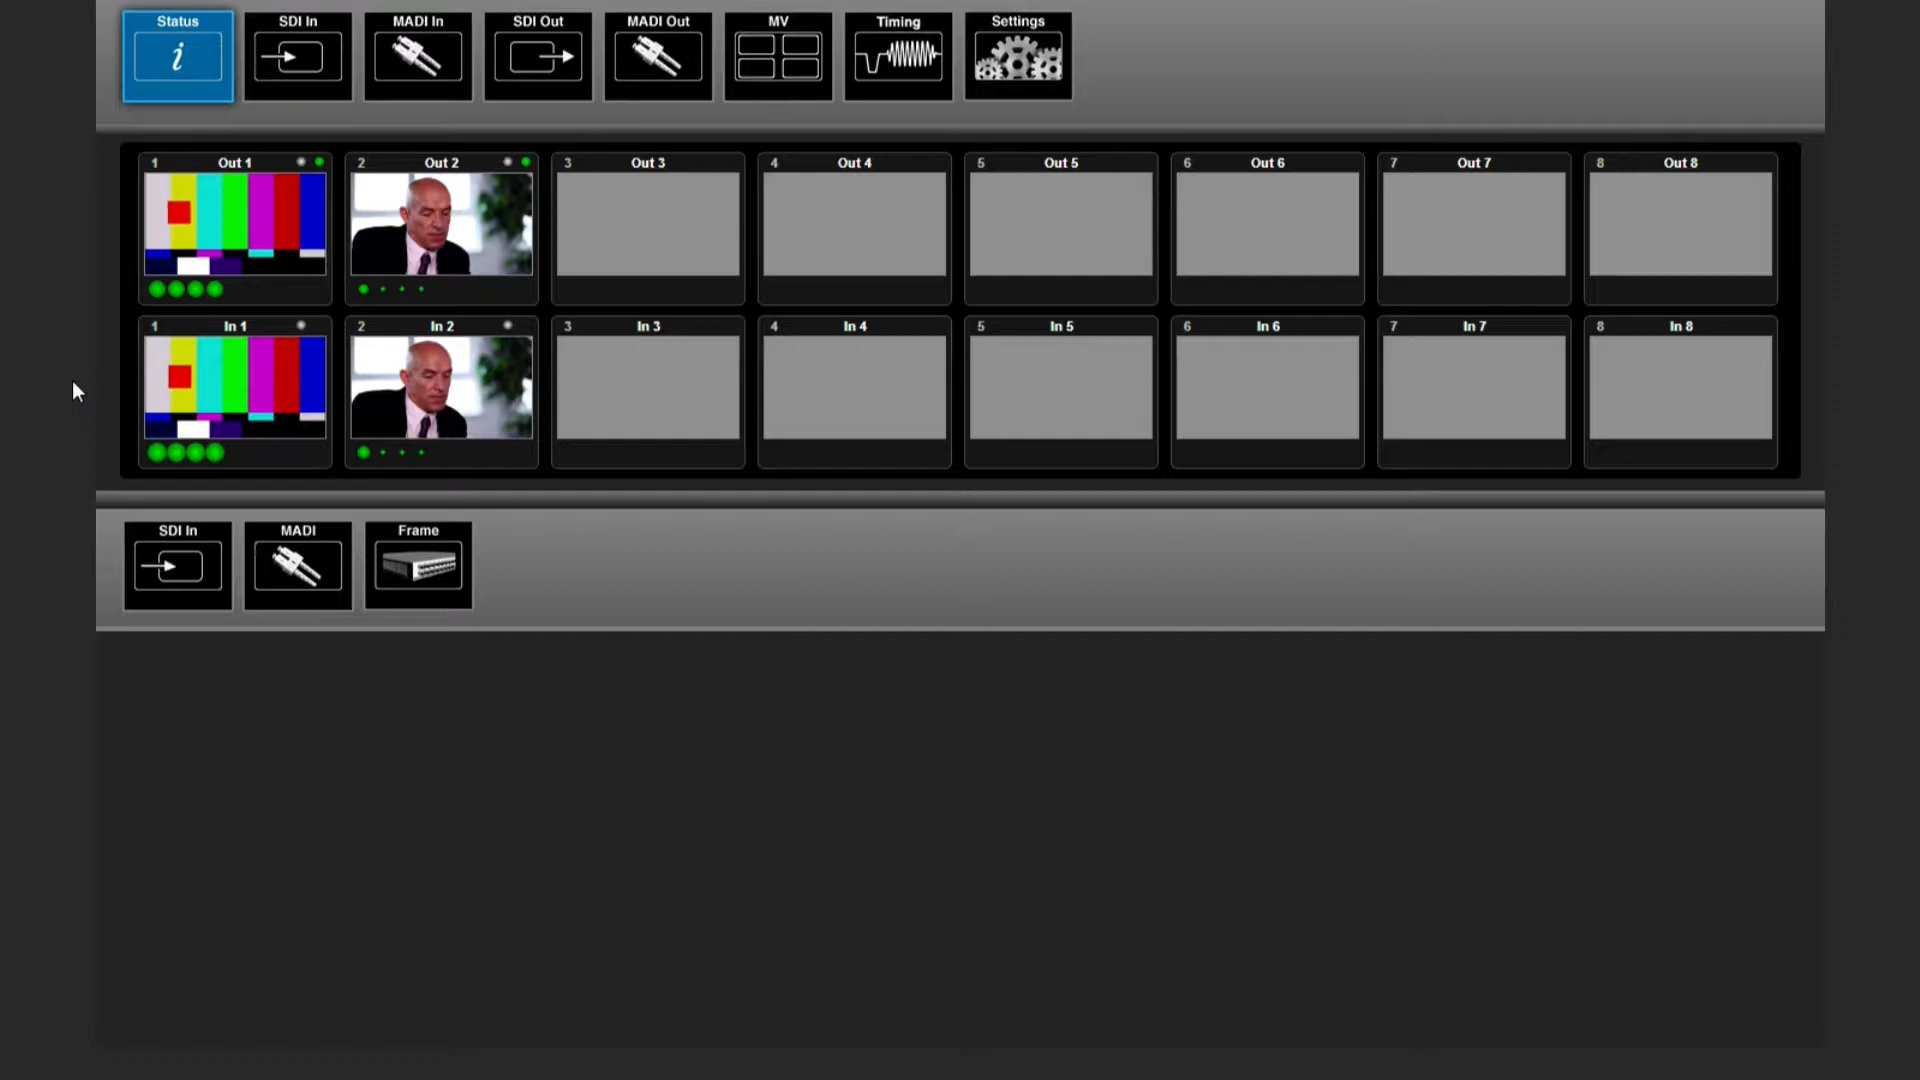 Status SDI In MADI In SDI Out MADI Out MV Timing Settings
i
1 Out 1 2 Out 2 3 Out 3 4 Out 4 5 Out 5 6 Out 6 7 Out 7 8 Out 8
1 In 1 2 In 2 3 In 3 4 In 4 5 In 5 6 In 6 7 In 7 8 In 8
SDI In MADI Frame